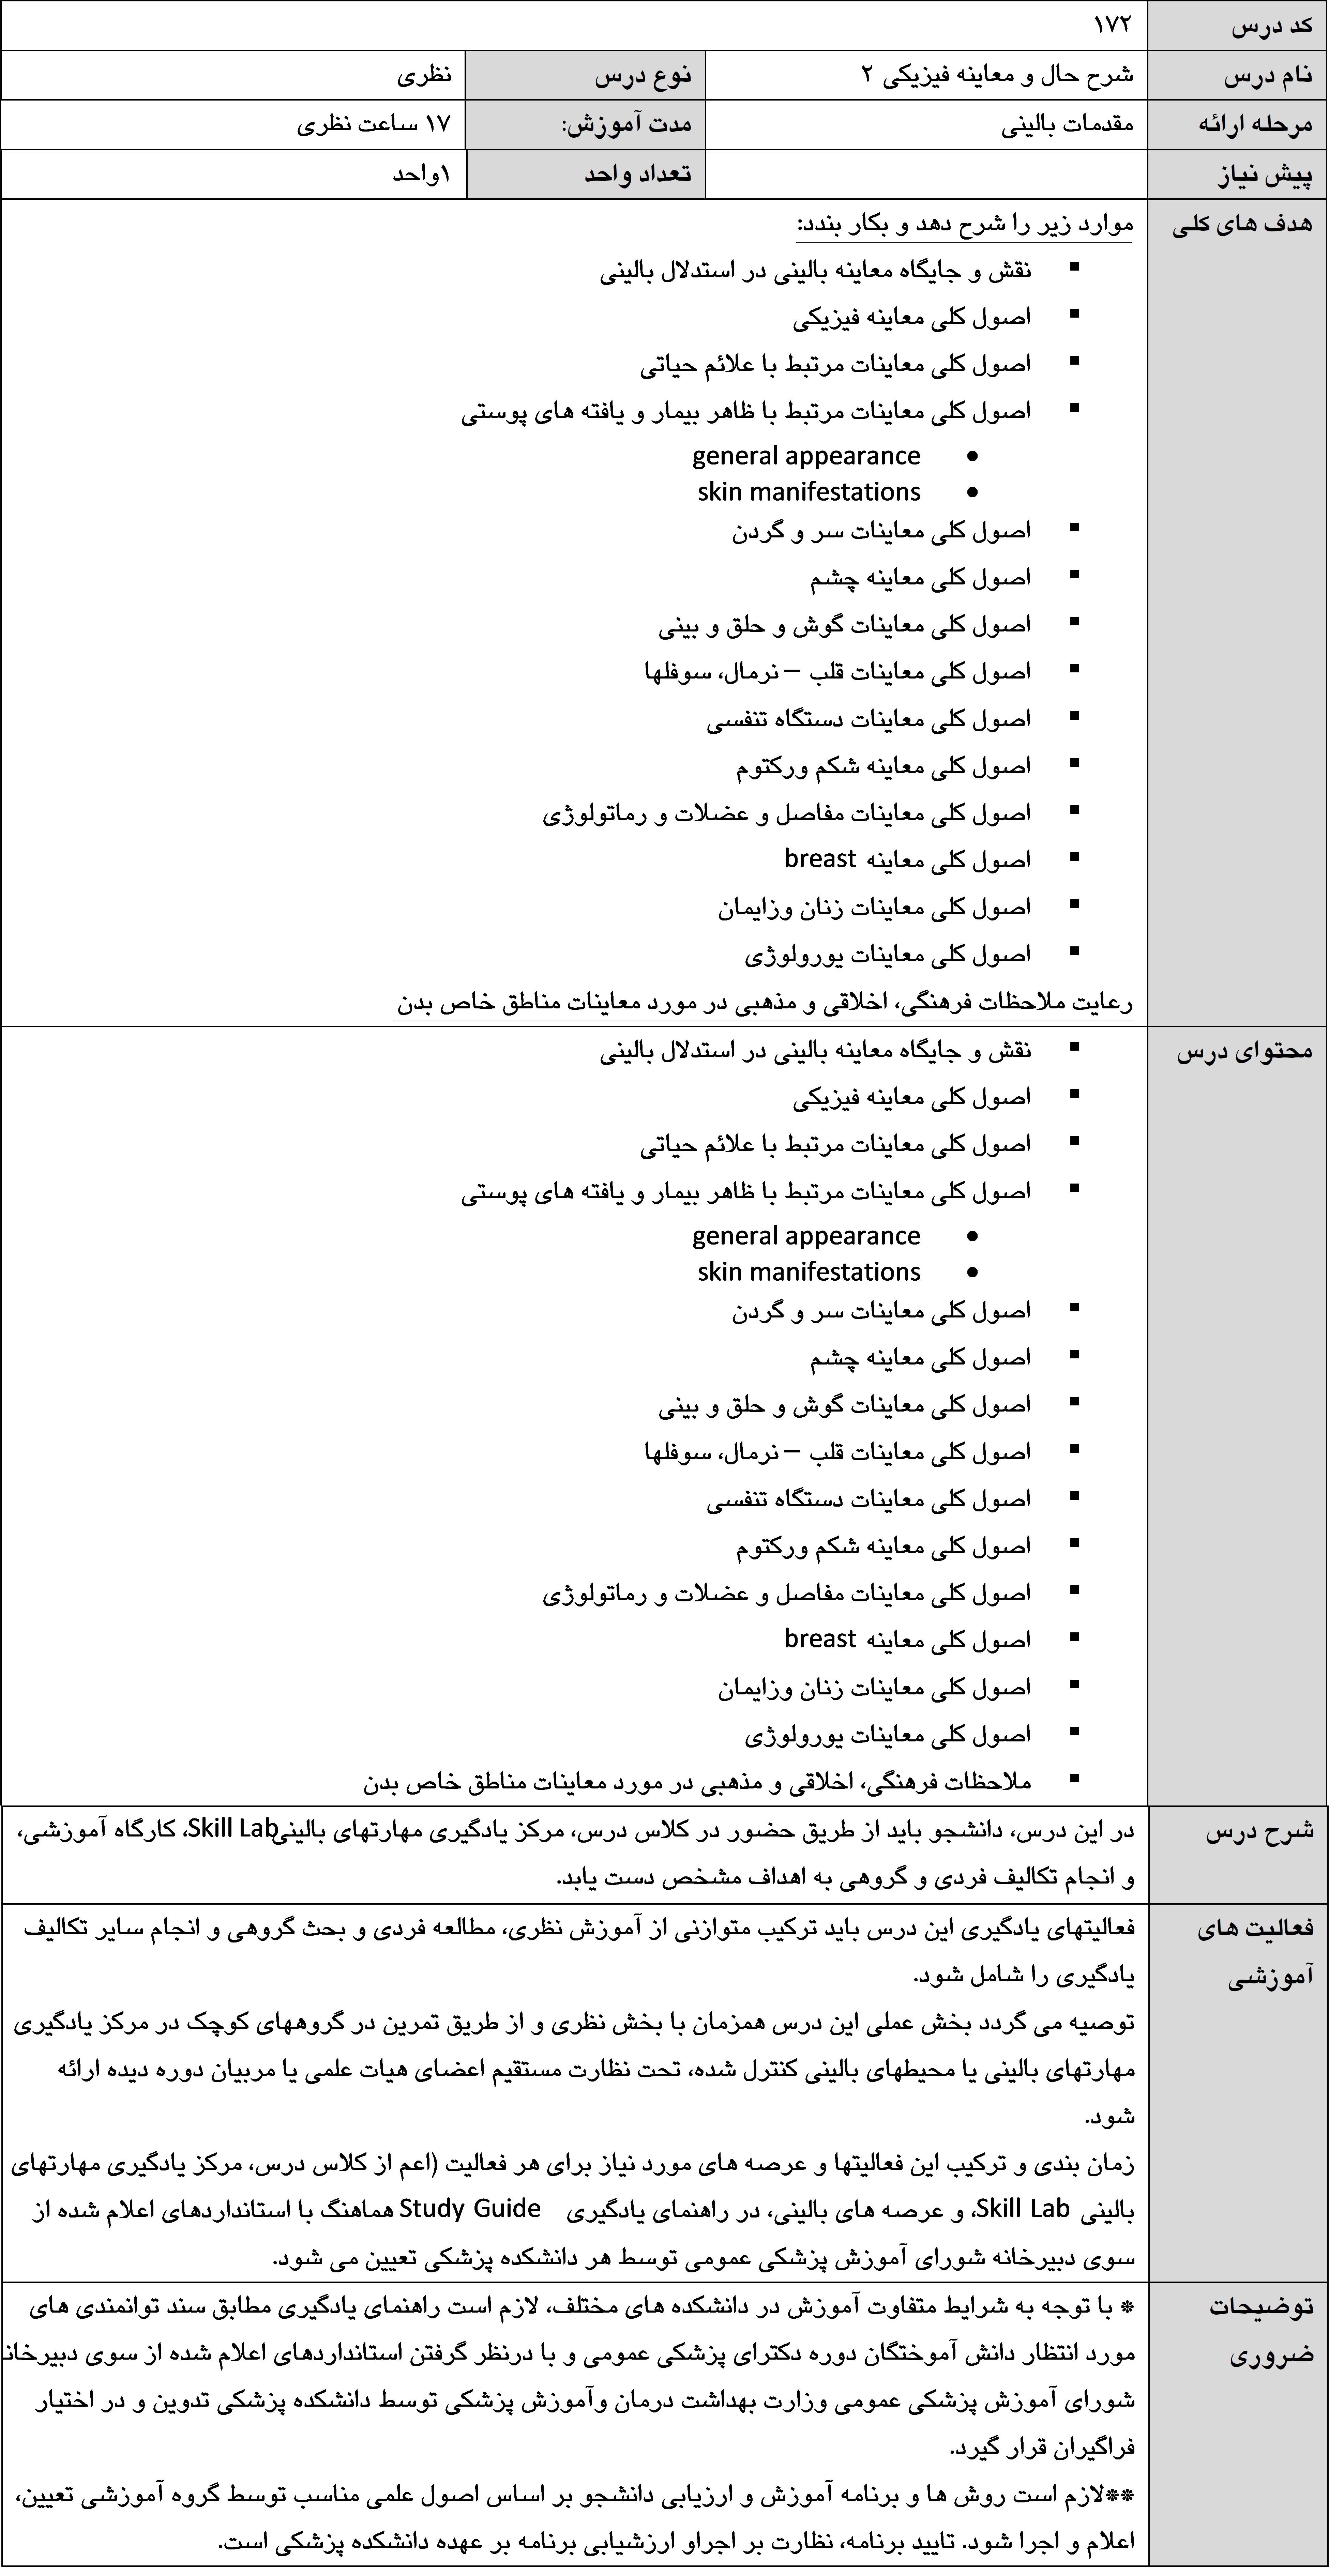 کد درس ۱۷۲
نام درس شرح حال و معاینه فیزیکی ۲ نوع درس نظری
مرحله ارائه مقدمات بالینی مدت آموزش: ۱۷ ساعت نظری
پیش نیاز تعداد واحد ۱واحد
هدف های کلی موارد زیر را شرح دهد و بکار بندد:
▪ نقش و جایگاه معاینه بالینی در استدلال بالینی
▪ اصول کلی معاینه فیزیکی
▪ اصول کلی معاینات مرتبط با علائم حیاتی
▪ اصول کلی معاینات مرتبط با ظاهر بیمار و یافته های پوستی
• general appearance
• skin manifestations
▪ اصول کلی معاینات سر و گردن
▪ اصول کلی معاینه چشم
▪ اصول کلی معاینات گوش و حلق و بینی
▪ اصول کلی معاینات قلب – نرمال، سوفلها
▪ اصول کلی معاینات دستگاه تنفسی
▪ اصول کلی معاینه شکم ورکتوم
▪ اصول کلی معاینات مفاصل و عضلات و رماتولوژی
▪ اصول کلی معاینه breast
▪ اصول کلی معاینات زنان وزایمان
▪ اصول کلی معاینات یورولوژی
رعایت ملاحظات فرهنگی، اخلاقی و مذهبی در مورد معاینات مناطق خاص بدن
محتوای درس ▪ نقش و جایگاه معاینه بالینی در استدلال بالینی
▪ اصول کلی معاینه فیزیکی
▪ اصول کلی معاینات مرتبط با علائم حیاتی
▪ اصول کلی معاینات مرتبط با ظاهر بیمار و یافته های پوستی
• general appearance
• skin manifestations
▪ اصول کلی معاینات سر و گردن
▪ اصول کلی معاینه چشم
▪ اصول کلی معاینات گوش و حلق و بینی
▪ اصول کلی معاینات قلب – نرمال، سوفلها
▪ اصول کلی معاینات دستگاه تنفسی
▪ اصول کلی معاینه شکم ورکتوم
▪ اصول کلی معاینات مفاصل و عضلات و رماتولوژی
▪ اصول کلی معاینه breast
▪ اصول کلی معاینات زنان وزایمان
▪ اصول کلی معاینات یورولوژی
▪ ملاحظات فرهنگی، اخلاقی و مذهبی در مورد معاینات مناطق خاص بدن
شرح درس در این درس، دانشجو باید از طریق حضور در کلاس درس، مرکز یادگیری مهارتهای بالینیSkill Lab، کارگاه آموزشی،
و انجام تکالیف فردی و گروهی به اهداف مشخص دست یابد.
فعالیت های فعالیتهای یادگیری این درس باید ترکیب متوازنی از آموزش نظری، مطالعه فردی و بحث گروهی و انجام سایر تکالیف
آموزشی یادگیری را شامل شود.
توصیه می گردد بخش عملی این درس همزمان با بخش نظری و از طریق تمرین در گروههای کوچک در مرکز یادگیری
مهارتهای بالینی یا محیطهای بالینی کنترل شده، تحت نظارت مستقیم اعضای هیات علمی یا مربیان دوره دیده ارائه
شود.
زمان بندی و ترکیب این فعالیتها و عرصه های مورد نیاز برای هر فعالیت (اعم از کلاس درس، مرکز یادگیری مهارتهای
بالینی Skill Lab، و عرصه های بالینی، در راهنمای یادگیری Study Guide هماهنگ با استانداردهای اعلام شده از
سوی دبیرخانه شورای آموزش پزشکی عمومی توسط هر دانشکده پزشکی تعیین می شود.
توضیحات * با توجه به شرایط متفاوت آموزش در دانشکده های مختلف، لازم است راهنمای یادگیری مطابق سند توانمندی های
ضروری مورد انتظار دانش آموختگان دوره دکترای پزشکی عمومی و با درنظر گرفتن استانداردهای اعلام شده از سوی دبیرخان
شورای آموزش پزشکی عمومی وزارت بهداشت درمان وآموزش پزشکی توسط دانشکده پزشکی تدوین و در اختیار
فراگیران قرار گیرد.
**لازم است روش ها و برنامه آموزش و ارزیابی دانشجو بر اساس اصول علمی مناسب توسط گروه آموزشی تعیین،
اعلام و اجرا شود. تایید برنامه، نظارت بر اجراو ارزشیابی برنامه بر عهده دانشکده پزشکی است.